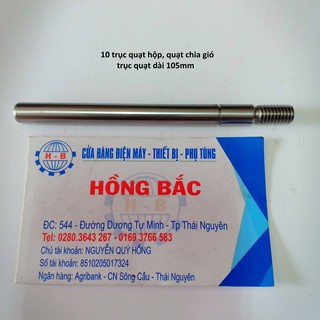 10 trục quạt hộp, quạt chia gió
trục quạt dài 105mm
H - B
CỬA HÀNG ĐIỆN MÁY - THIẾT BỊ - PHỤ TÙNG
HỒNG BẮC
ĐC: 544 - Đường Dương Tự Minh - Tp Thái Nguyên
Tel: 0280.3643 267 - 0169 3766 583
Chủ tài khoản: NGUYỄN QUÝ HỒNG
Số tài khoản: 8510205017324
Ngân hàng: Agribank - CN Sông Cầu - Thái Nguyên